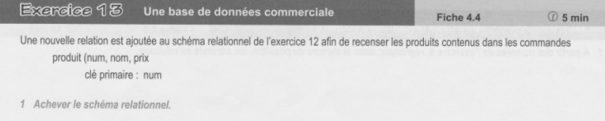 Exercice 13 Une base de données commerciale Fiche 4.4 5 min
Une nouvelle relation est ajoutée au schéma relationnel de l'exercice 12 afin de recenser les produits contenus dans les commandes
produit (num, nom, prix
clé primaire : num
1 Achever le schéma relationnel.